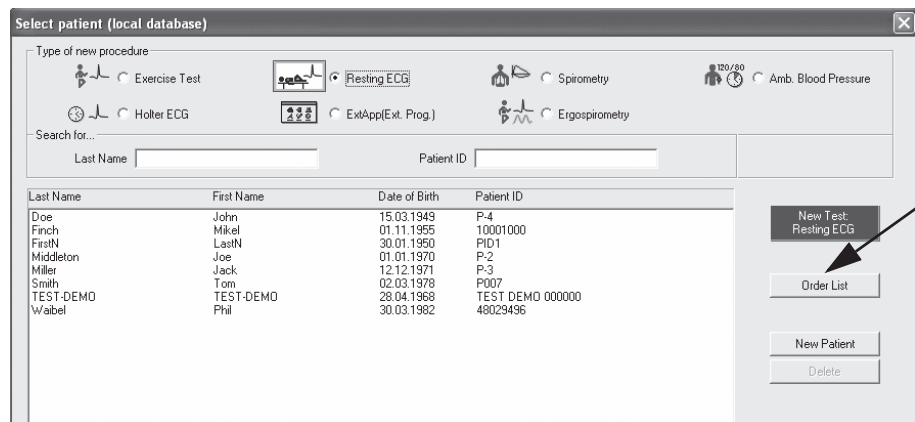 Select patient (local database)
Type of new procedure
Exercise Test
Resting ECG
Spirometry
120/80
Amb. Blood Pressure
Holter ECG
ExtApp(Ext. Prog.)
Ergospirometry
Search for...
Last Name
Patient ID
Last Name First Name Date of Birth Patient ID
Doe John 15.03.1949 P-4
Finch Mikel 01.11.1955 10001000
FirstN LastN 30.01.1950 PID1
Middleton Joe 01.01.1970 P-2
Miller Jack 12.12.1971 P-3
Smith Tom 02.03.1978 P007
TEST-DEMO TEST-DEMO 28.04.1968 TEST DEMO 000000
Waibel Phil 30.03.1982 48029496
New Test:
Resting ECG
Order List
New Patient
Delete